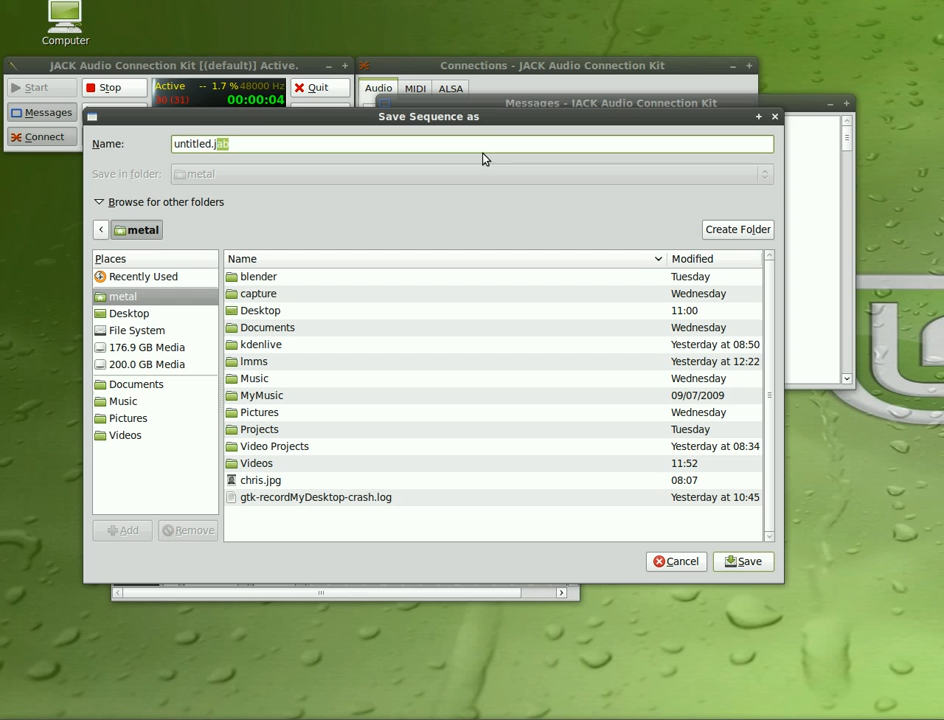 Computer
JACK Audio Connection Kit [(default)] Active.
Connections - JACK Audio Connection Kit
Start
Stop
Active -- 1.7 % 48000 Hz
30 (31) 00:00:04
Quit
Audio MIDI ALSA
Messages
Connect
Messages - JACK Audio Connection Kit
Save Sequence as
Name: untitled.jab
Save in folder: metal
Browse for other folders
metal
Create Folder
Places
Recently Used
metal
Desktop
File System
176.9 GB Media
200.0 GB Media
Documents
Music
Pictures
Videos
Name Modified
blender Tuesday
capture Wednesday
Desktop 11:00
Documents Wednesday
kdenlive Yesterday at 08:50
lmms Yesterday at 12:22
Music Wednesday
MyMusic 09/07/2009
Pictures Wednesday
Projects Tuesday
Video Projects Yesterday at 08:34
Videos 11:52
chris.jpg 08:07
gtk-recordMyDesktop-crash.log Yesterday at 10:45
Add
Remove
Cancel
Save